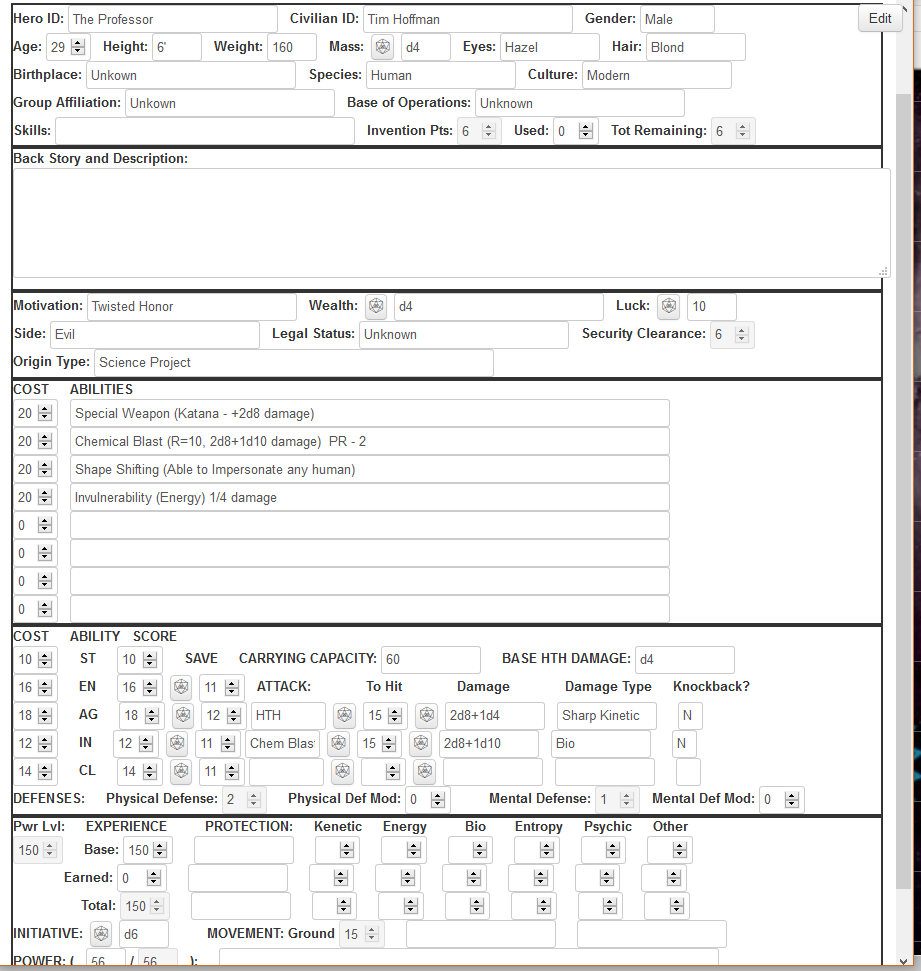 Hero ID: The Professor Civilian ID: Tim Hoffman Gender: Male Edit
Age: 29 Height: 6' Weight: 160 Mass: d4 Eyes: Hazel Hair: Blond
Birthplace: Unkown Species: Human Culture: Modern
Group Affiliation: Unkown Base of Operations: Unknown
Skills: Invention Pts: 6 Used: 0 Tot Remaining: 6
Back Story and Description:
Motivation: Twisted Honor Wealth: d4 Luck: 10
Side: Evil Legal Status: Unknown Security Clearance: 6
Origin Type: Science Project
COST ABILITIES
20 Special Weapon (Katana - +2d8 damage)
20 Chemical Blast (R=10, 2d8+1d10 damage) PR - 2
20 Shape Shifting (Able to Impersonate any human)
20 Invulnerability (Energy) 1/4 damage
0
0
0
0
COST ABILITY SCORE
10 ST 10 SAVE CARRYING CAPACITY: 60 BASE HTH DAMAGE: d4
16 EN 16 11 ATTACK: To Hit Damage Damage Type Knockback?
18 AG 18 12 HTH 15 2d8+1d4 Sharp Kinetic N
12 IN 12 11 Chem Blas 15 2d8+1d10 Bio N
14 CL 14 11
DEFENSES: Physical Defense: 2 Physical Def Mod: 0 Mental Defense: 1 Mental Def Mod: 0
Pwr Lvl: EXPERIENCE PROTECTION: Kenetic Energy Bio Entropy Psychic Other
150 Base: 150
Earned: 0
Total: 150
INITIATIVE: d6 MOVEMENT: Ground 15
POWER: ( 56 / 56 ):